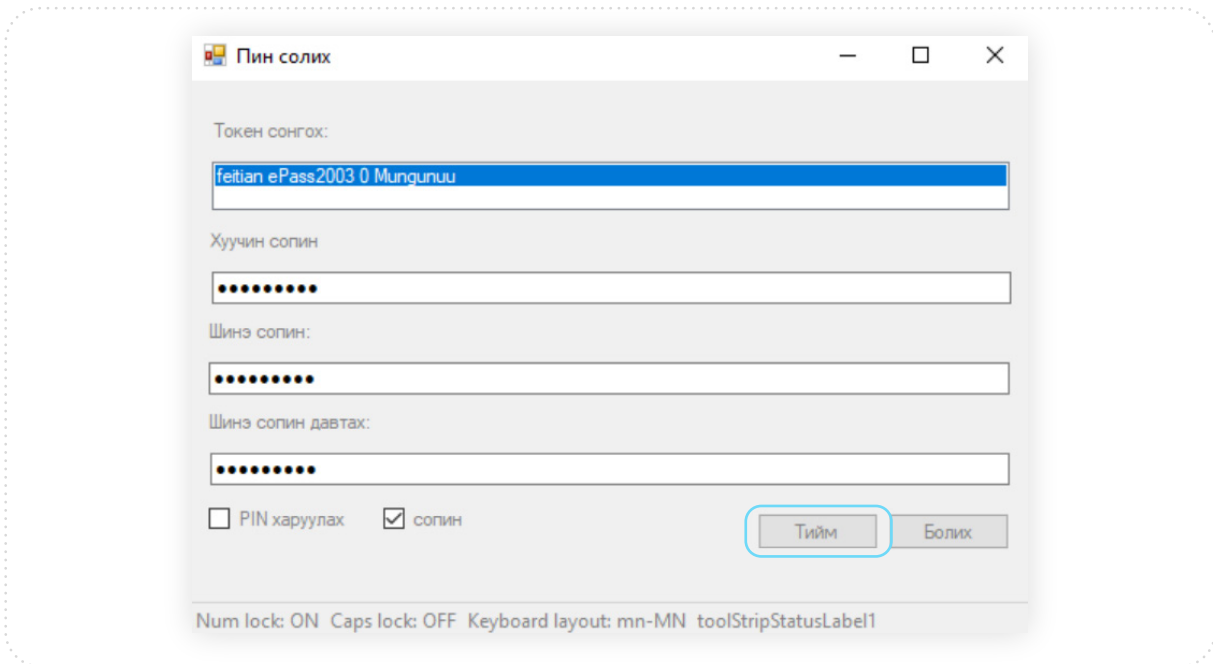 Пин солих
Токен сонгох:
feitian ePass2003 0 Mungunuu
Хуучин сопин
●●●●●●●●●
Шинэ сопин:
●●●●●●●●●
Шинэ сопин давтах:
●●●●●●●●●
PIN харуулах сопин
Тийм Болих
Num lock: ON Caps lock: OFF Keyboard layout: mn-MN toolStripStatusLabel1